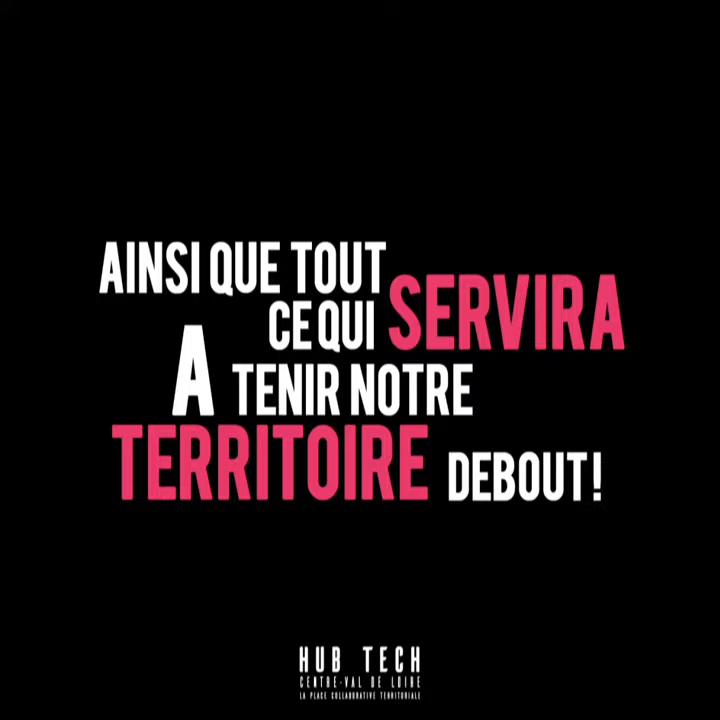 AINSI QUE TOUT
CE QUI SERVIRA
A TENIR NOTRE
TERRITOIRE DEBOUT!
HUB TECH
CENTRE-VAL DE LOIRE
LA PLACE COLLABORATIVE TERRITORIALE